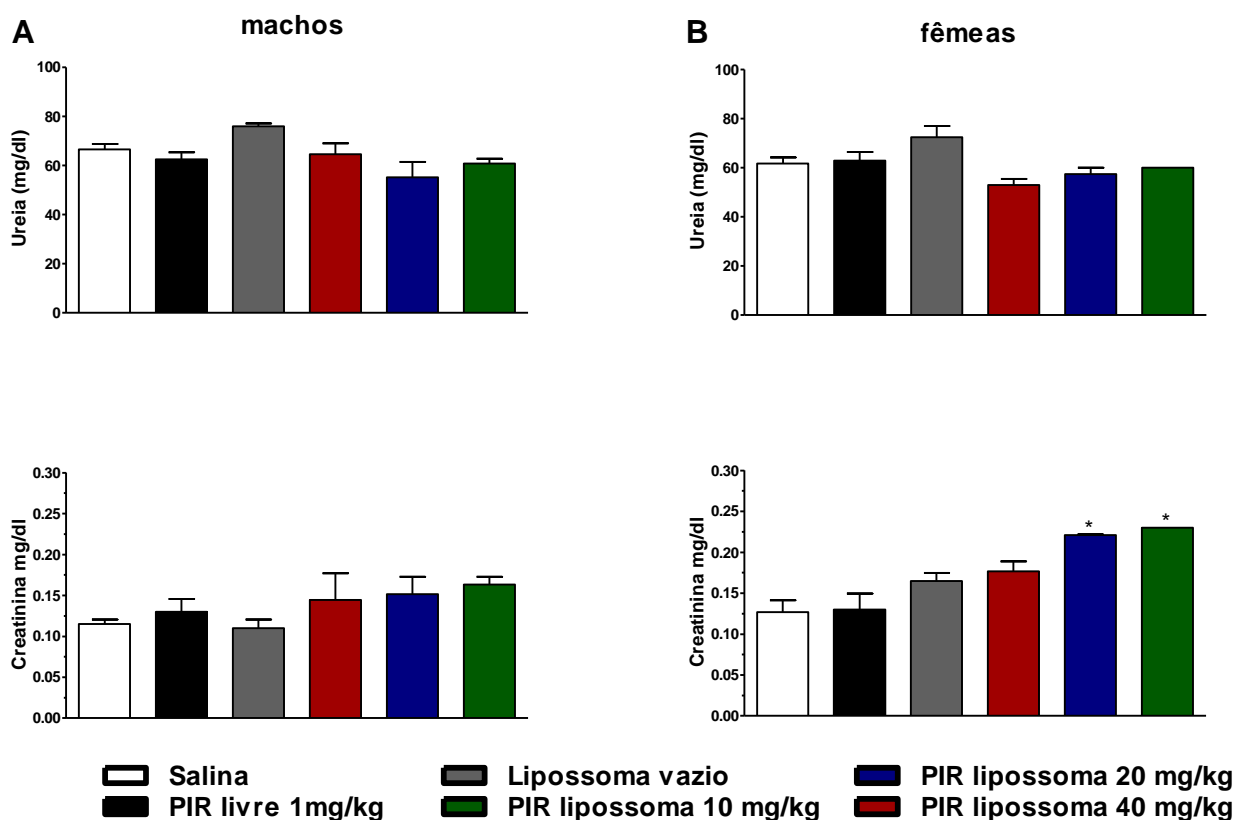 A
machos
B
fêmeas
Ureia (mg/dl)
100
80
60
40
20
0
Ureia (mg/dl)
100
80
60
40
20
0
Creatinina mg/dl
0.30
0.25
0.20
0.15
0.10
0.05
0.00
Creatinina mg/dl
0.30
0.25
0.20
0.15
0.10
0.05
0.00
*
*
Salina
Lipossoma vazio
PIR lipossoma 20 mg/kg
PIR livre 1mg/kg
PIR lipossoma 10 mg/kg
PIR lipossoma 40 mg/kg